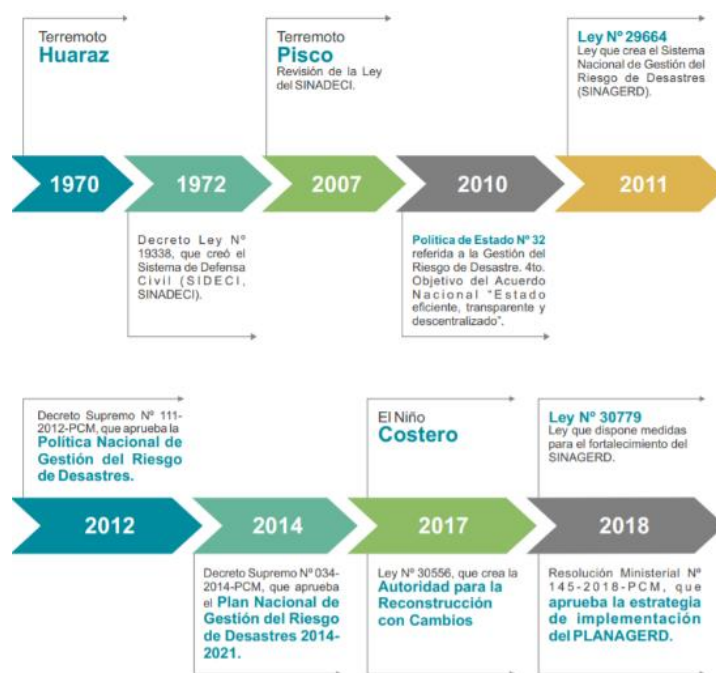 Terremoto
Huaraz
Terremoto
Pisco
Revisión de la Ley
del SINADECI.
Ley Nº 29664
Ley que crea el Sistema
Nacional de Gestión del
Riesgo de Desastres
(SINAGERD).
1970
1972
2007
2010
2011
Decreto Ley Nº
19338, que creó el
Sistema de Defensa
Civil (SIDECI,
SINADECI).
Política de Estado Nº 32
referida a la Gestión del
Riesgo de Desastre. 4to.
Objetivo del Acuerdo
Nacional "Estado
eficiente, transparente y
descentralizado".
Decreto Supremo Nº 111-
2012-PCM, que aprueba la
Política Nacional de
Gestión del Riesgo
de Desastres.
El Niño
Costero
Ley Nº 30779
Ley que dispone medidas
para el fortalecimiento del
SINAGERD.
2012
2014
2017
2018
Decreto Supremo Nº 034-
2014-PCM, que aprueba
el Plan Nacional de
Gestión del Riesgo
de Desastres 2014-
2021.
Ley Nº 30556, que crea la
Autoridad para la
Reconstrucción
con Cambios
Resolución Ministerial Nº
145-2018-PCM, que
aprueba la estrategia
de implementación
del PLANAGERD.